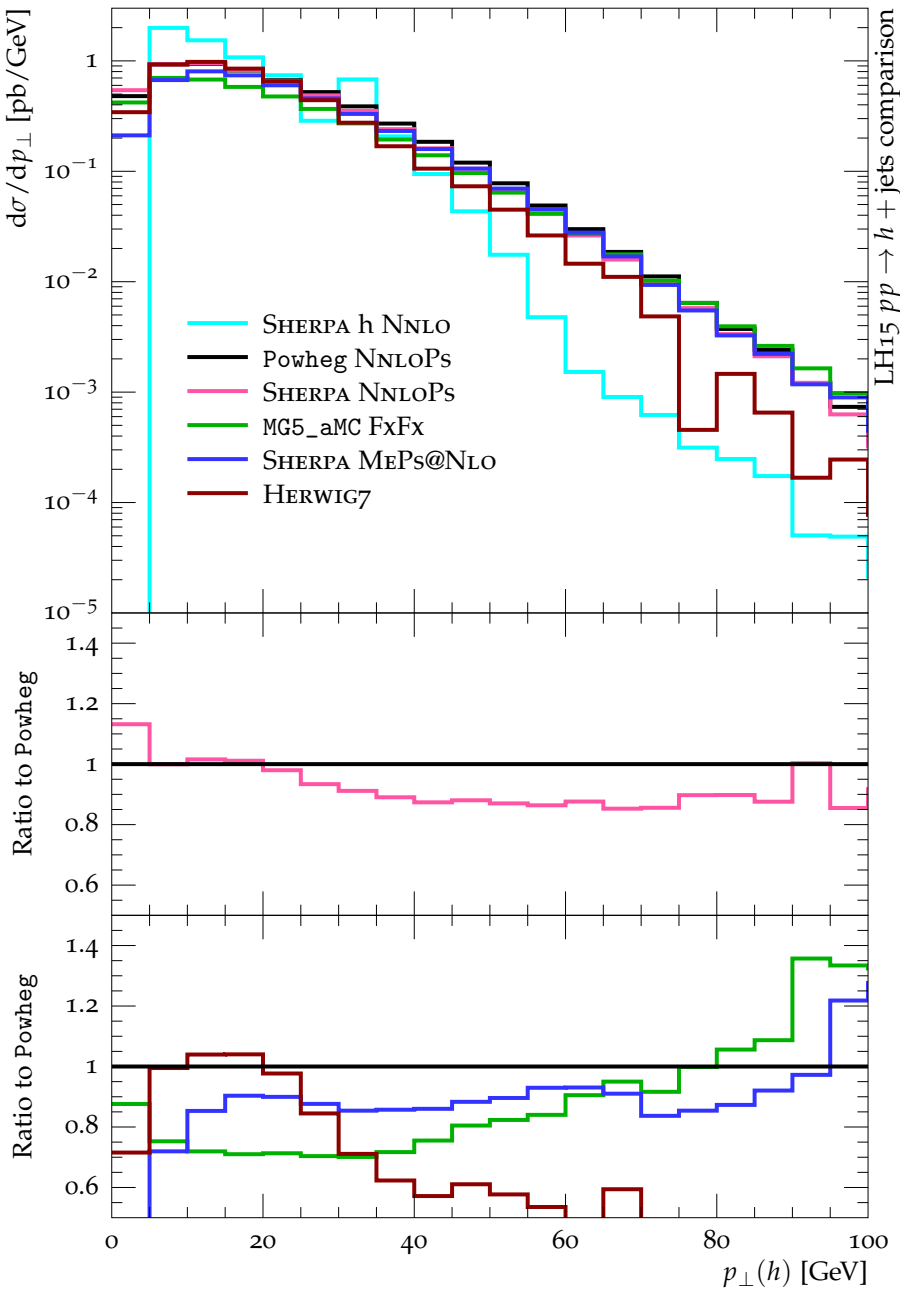 dσ/dp⊥ [pb/GeV]
LH15 pp → h + jets comparison
1
10⁻¹
10⁻²
10⁻³
10⁻⁴
10⁻⁵
Sherpa h Nnlo
Powheg NnloPs
Sherpa NnloPs
MG5_aMC FxFx
Sherpa MePs@Nlo
Herwig7
Ratio to Powheg
1.4
1.2
1
0.8
0.6
Ratio to Powheg
1.4
1.2
1
0.8
0.6
0 20 40 60 80 100
p⊥(h) [GeV]